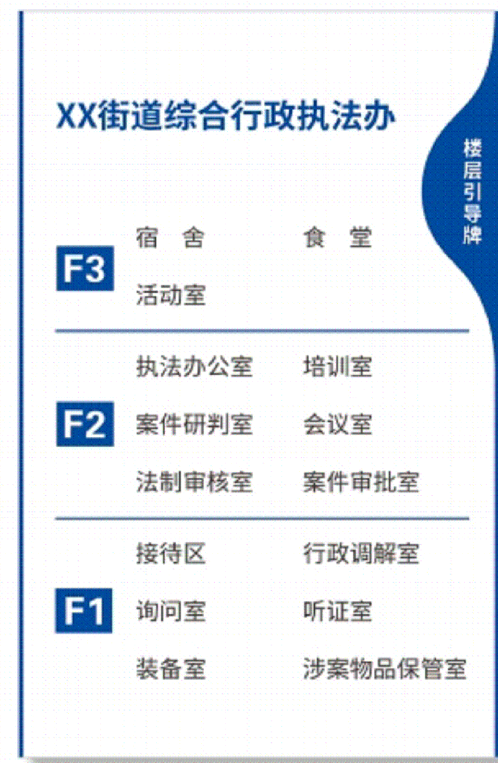 XX街道综合行政执法办
楼层引导牌
F3
宿 舍 食 堂
活动室
F2
执法办公室 培训室
案件研判室 会议室
法制审核室 案件审批室
F1
接待区 行政调解室
询问室 听证室
装备室 涉案物品保管室